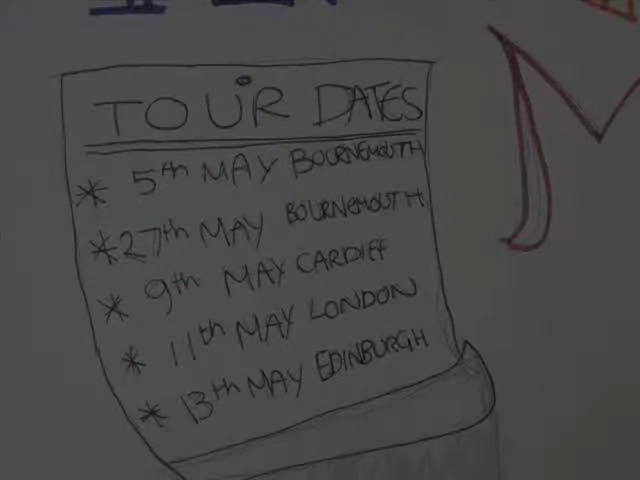 TOUR DATES
* 5th MAY BOURNEMOUTH
* 27th MAY BOURNEMOUTH
* 9th MAY CARDIFF
* 11th MAY LONDON
* 13th MAY EDINBURGH